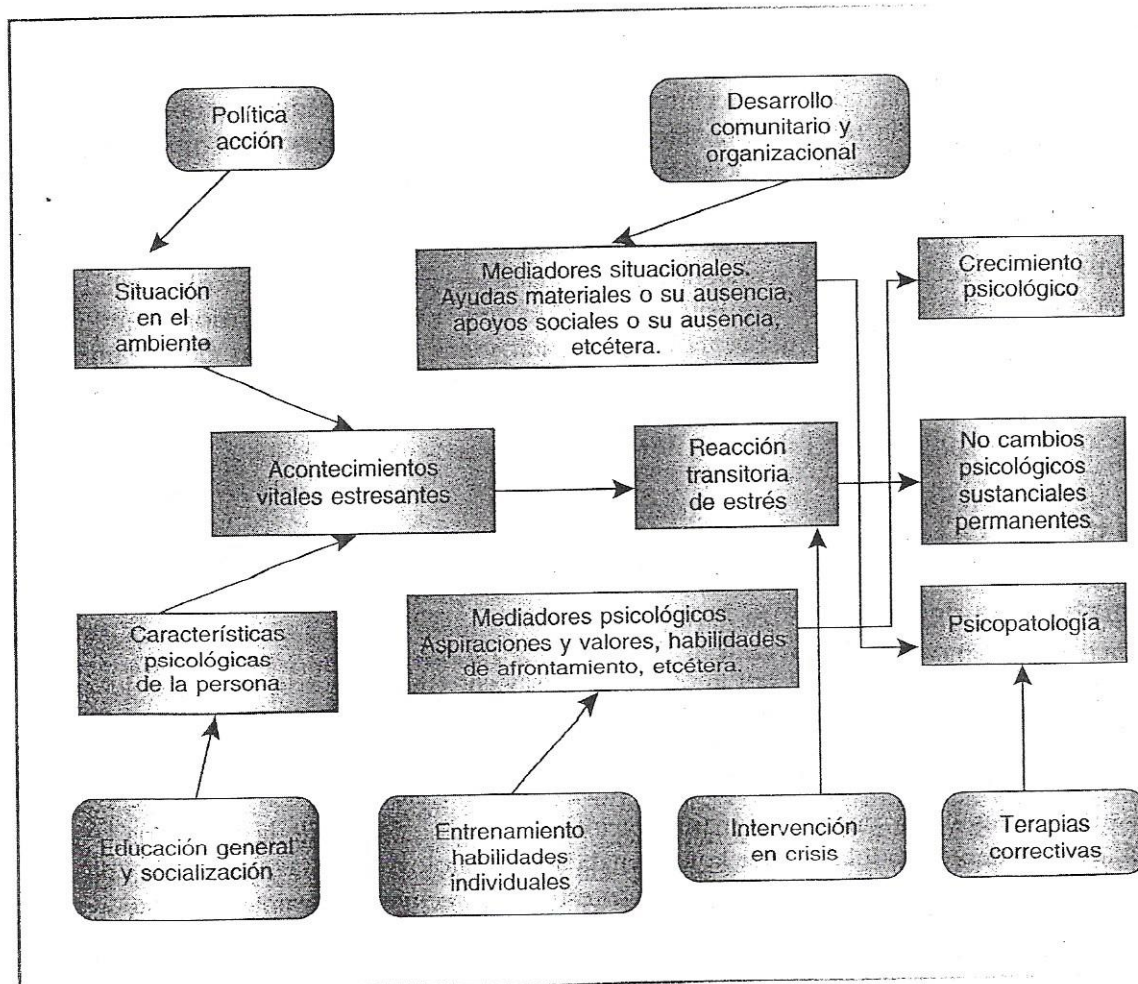 Política
acción
Desarrollo
comunitario y
organizacional
Situación
en el
ambiente
Mediadores situacionales.
Ayudas materiales o su ausencia,
apoyos sociales o su ausencia,
etcétera.
Crecimiento
psicológico
Acontecimientos
vitales estresantes
Reacción
transitoria
de estrés
No cambios
psicológicos
sustanciales
permanentes
Características
psicológicas
de la persona
Mediadores psicológicos.
Aspiraciones y valores, habilidades
de afrontamiento, etcétera.
Psicopatología
Educación general
y socialización
Entrenamiento
habilidades
individuales
Intervención
en crisis
Terapias
correctivas